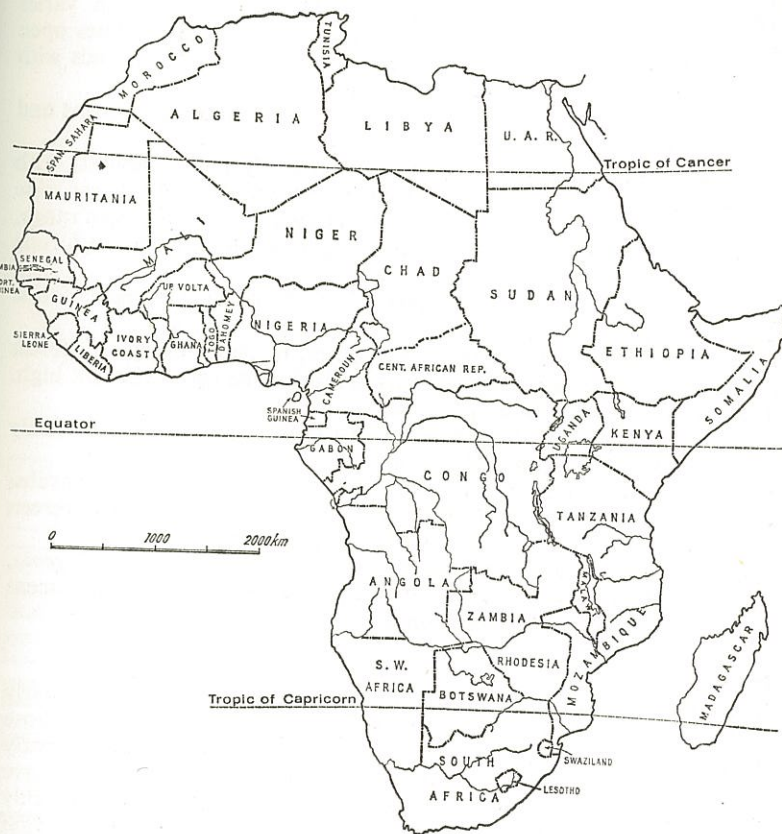 TUNISIA
MOROCCO
ALGERIA
LIBYA
U. A. R.
SPAN. SAHARA
Tropic of Cancer
MAURITANIA
MALI
NIGER
CHAD
SUDAN
SENEGAL
GUINEA
UP. VOLTA
NIGERIA
SIERRA
LEONE
LIBERIA
IVORY
COAST
GHANA
TOGO
DAHOMEY
CAMEROUN
CENT. AFRICAN REP.
ETHIOPIA
SOMALIA
SPANISH
GUINEA
Equator
GABON
CONGO
UGANDA
KENYA
TANZANIA
0 1000 2000km
ANGOLA
ZAMBIA
MALA
MOZAMBIQUE
MADAGASCAR
S. W.
AFRICA
RHODESIA
BOTSWANA
Tropic of Capricorn
SWAZILAND
SOUTH
AFRICA
LESOTHO